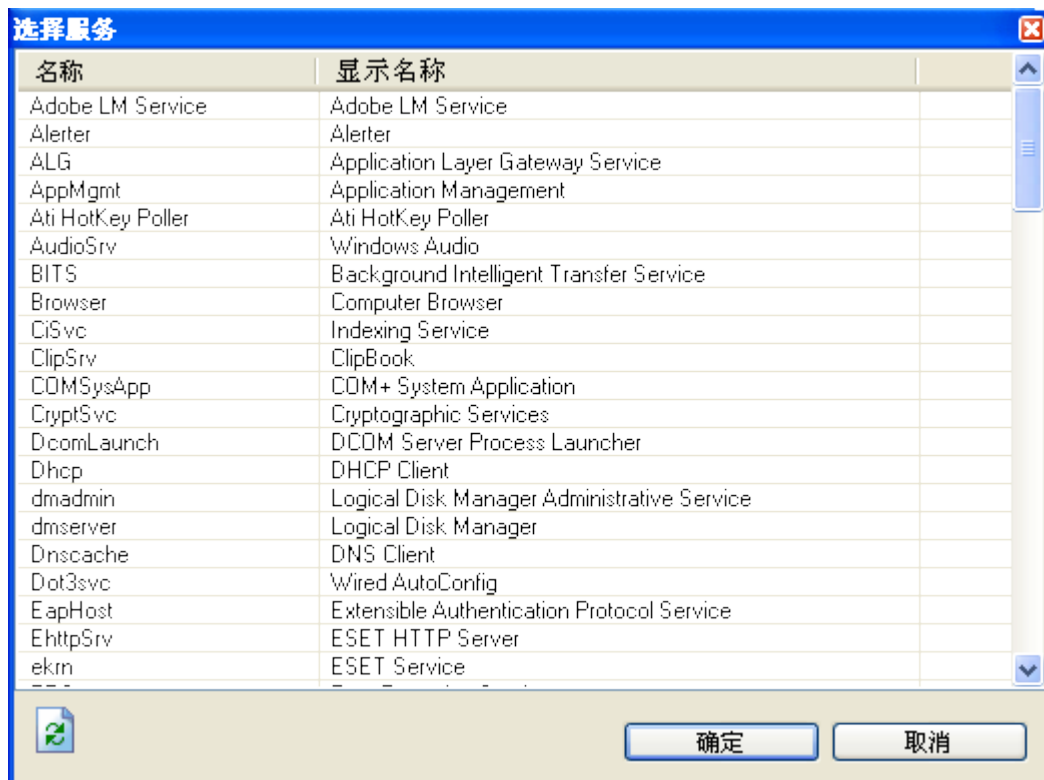 选择服务
名称 显示名称
Adobe LM Service Adobe LM Service
Alerter Alerter
ALG Application Layer Gateway Service
AppMgmt Application Management
Ati HotKey Poller Ati HotKey Poller
AudioSrv Windows Audio
BITS Background Intelligent Transfer Service
Browser Computer Browser
CiSvc Indexing Service
ClipSrv ClipBook
COMSysApp COM+ System Application
CryptSvc Cryptographic Services
DcomLaunch DCOM Server Process Launcher
Dhcp DHCP Client
dmadmin Logical Disk Manager Administrative Service
dmserver Logical Disk Manager
Dnscache DNS Client
Dot3svc Wired AutoConfig
EapHost Extensible Authentication Protocol Service
EhttpSrv ESET HTTP Server
ekrn ESET Service
确定 取消